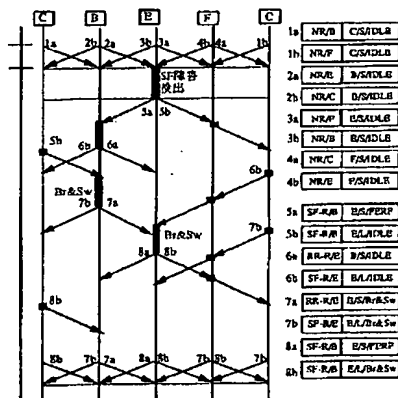 C B E F C
1a 2b 2a 3b 3a 4b 4a 1b
SF障害
検出
5a 5b
5b
6b 6a
6b
Br&Sw
7b 7a
Br&Sw
7b
8a 8b
8b
8b 7b 7a 8a 8b 7b 8b 7b
1a NR/B C/S/IDLE
1b NR/F C/S/IDLE
2a NR/E B/S/IDLE
2b NR/C B/S/IDLE
3a NR/F E/S/IDLE
3b NR/B E/S/IDLE
4a NR/C F/S/IDLE
4b NR/E F/S/IDLE
5a SF-R/B E/S/FERF
5b SF-R/B E/L/IDLE
6a RR-R/E B/S/IDLE
6b SF-R/E B/L/IDLE
7a RR-R/E B/S/Br&Sw
7b SF-R/E B/L/Br&Sw
8a SF-R/B E/S/FERF
8b SF-R/B E/L/Br&Sw